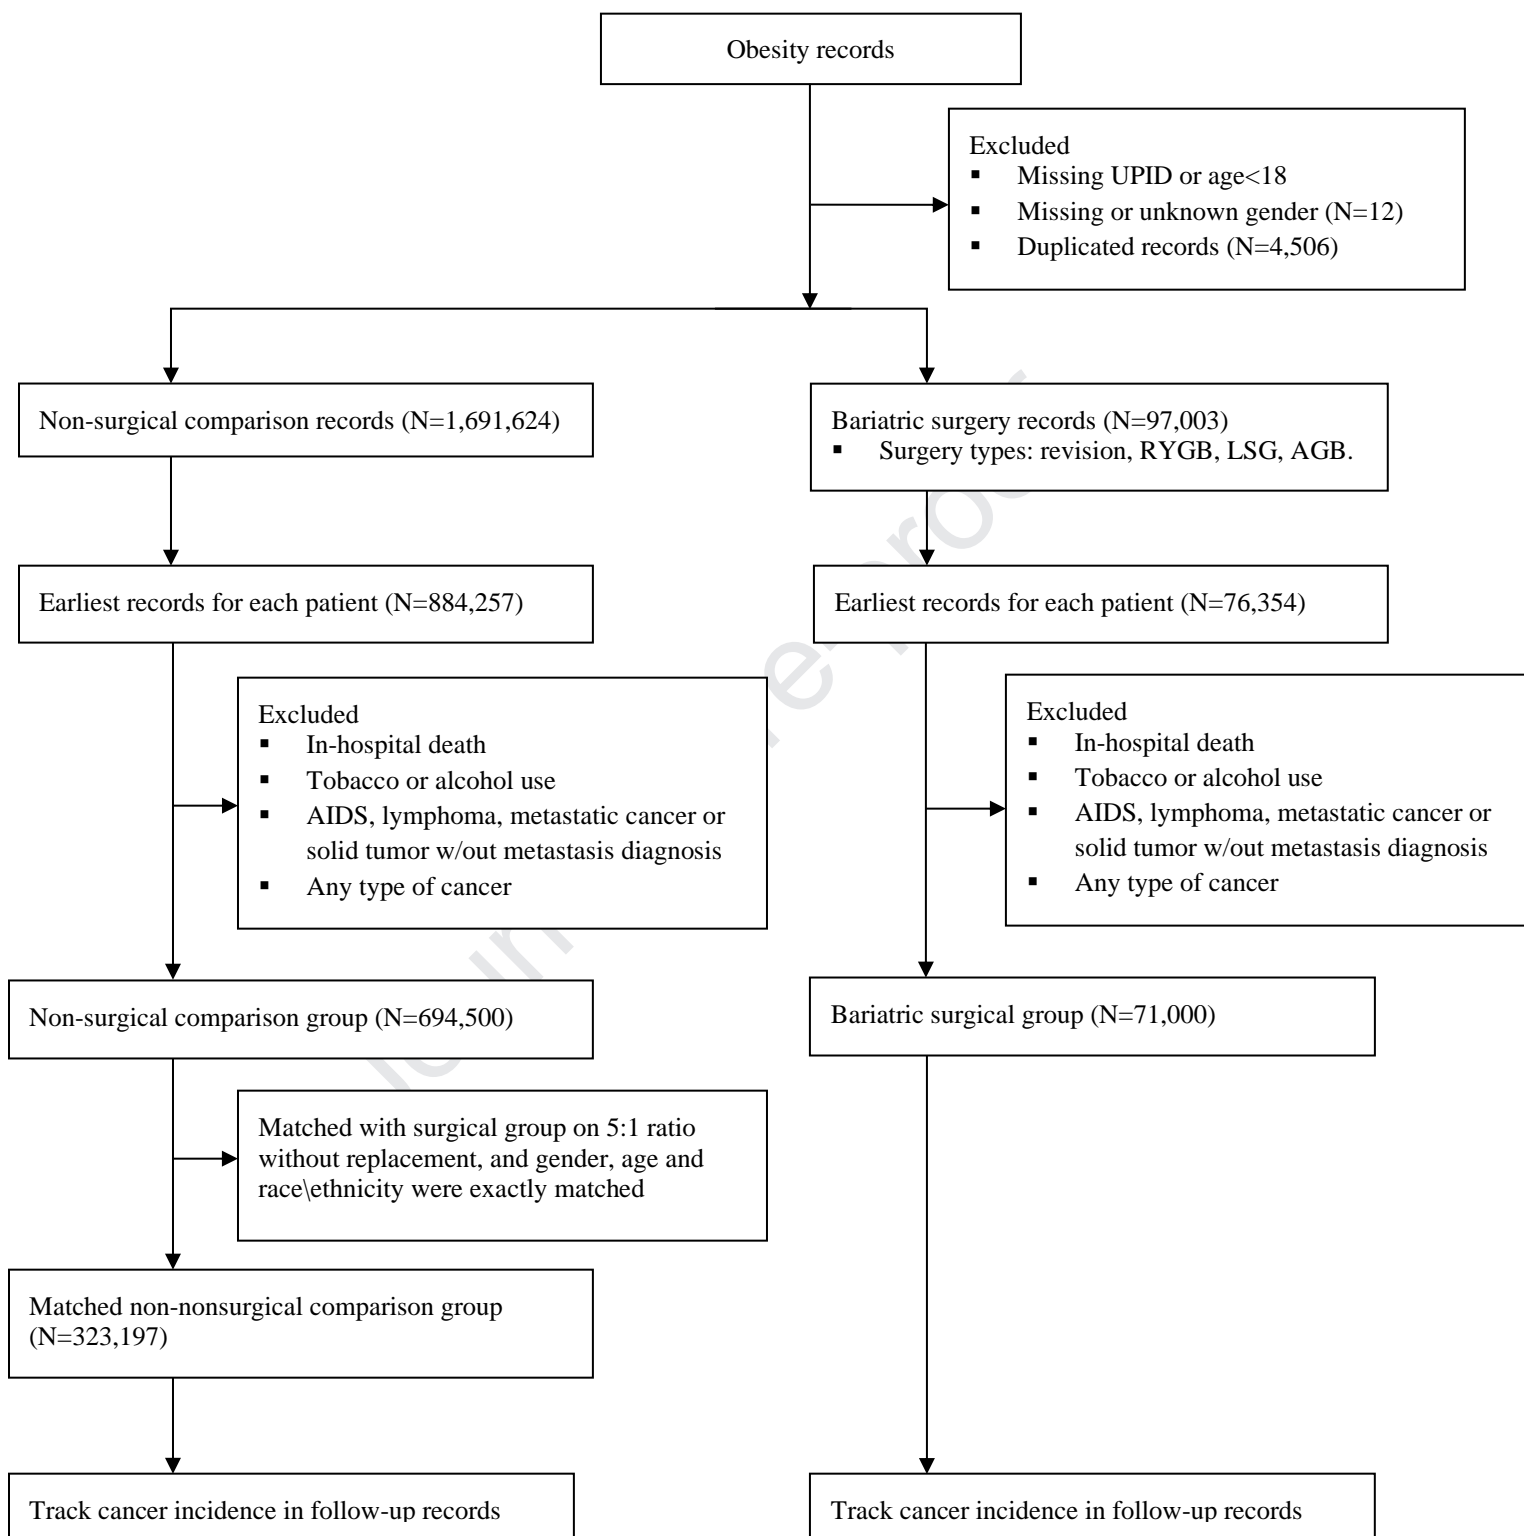 Obesity records
Excluded
▪ Missing UPID or age<18
▪ Missing or unknown gender (N=12)
▪ Duplicated records (N=4,506)
Non-surgical comparison records (N=1,691,624)
Bariatric surgery records (N=97,003)
▪ Surgery types: revision, RYGB, LSG, AGB.
Earliest records for each patient (N=884,257)
Earliest records for each patient (N=76,354)
Excluded
▪ In-hospital death
▪ Tobacco or alcohol use
▪ AIDS, lymphoma, metastatic cancer or
solid tumor w/out metastasis diagnosis
▪ Any type of cancer
Excluded
▪ In-hospital death
▪ Tobacco or alcohol use
▪ AIDS, lymphoma, metastatic cancer or
solid tumor w/out metastasis diagnosis
▪ Any type of cancer
Non-surgical comparison group (N=694,500)
Bariatric surgical group (N=71,000)
Matched with surgical group on 5:1 ratio
without replacement, and gender, age and
race\ethnicity were exactly matched
Matched non-nonsurgical comparison group
(N=323,197)
Track cancer incidence in follow-up records
Track cancer incidence in follow-up records